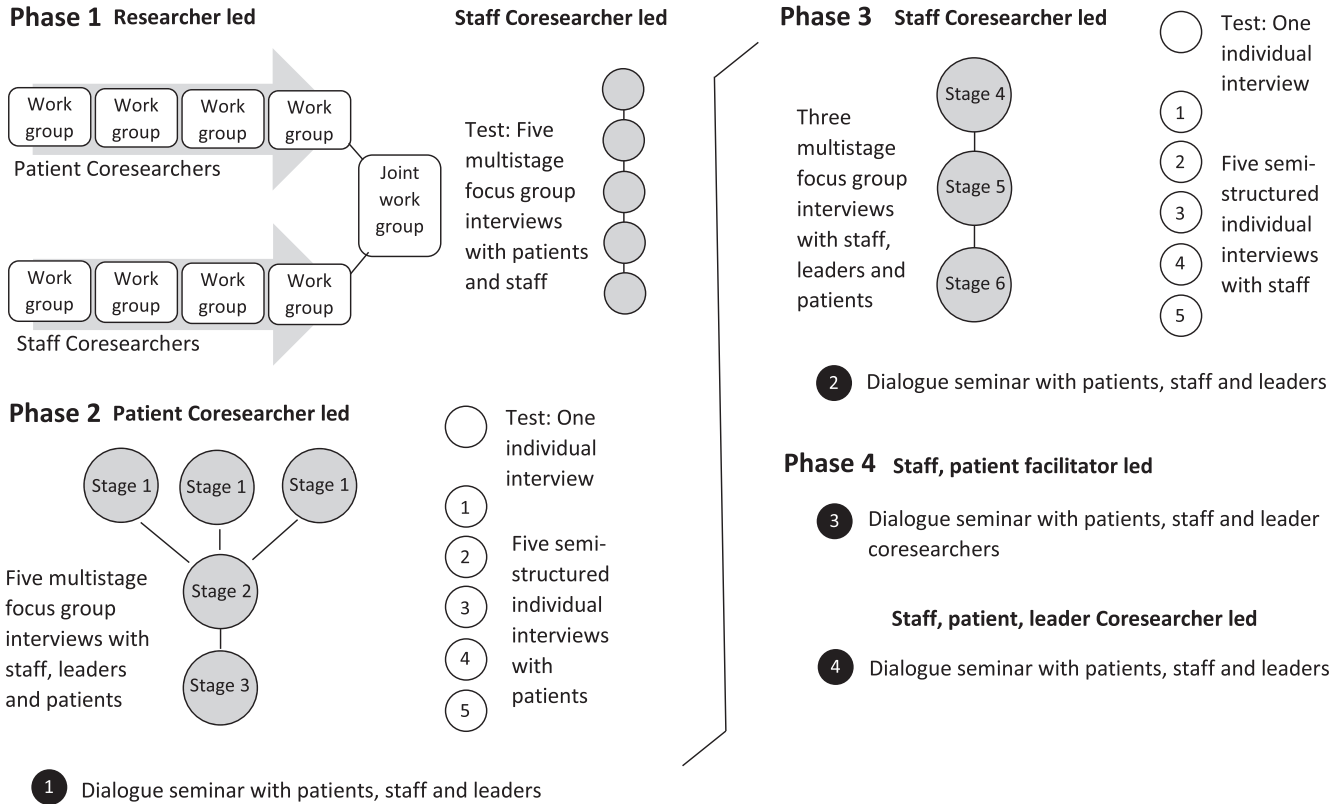 Phase 1 Researcher led
Work group
Work group
Work group
Work group
Patient Coresearchers
Joint work group
Work group
Work group
Work group
Work group
Staff Coresearchers
Staff Coresearcher led
Test: Five
multistage
focus group
interviews
with patients
and staff
Phase 2 Patient Coresearcher led
Stage 1
Stage 1
Stage 1
Stage 2
Stage 3
Five multistage
focus group
interviews with
staff, leaders
and patients
Test: One
individual
interview
1
2
3
4
5
Five semi-
structured
individual
interviews
with
patients
1 Dialogue seminar with patients, staff and leaders
Phase 3 Staff Coresearcher led
Three
multistage
focus group
interviews
with staff,
leaders and
patients
Stage 4
Stage 5
Stage 6
Test: One
individual
interview
1
2
3
4
5
Five semi-
structured
individual
interviews
with staff
2 Dialogue seminar with patients, staff and leaders
Phase 4 Staff, patient facilitator led
3 Dialogue seminar with patients, staff and leader
coresearchers
Staff, patient, leader Coresearcher led
4 Dialogue seminar with patients, staff and leaders